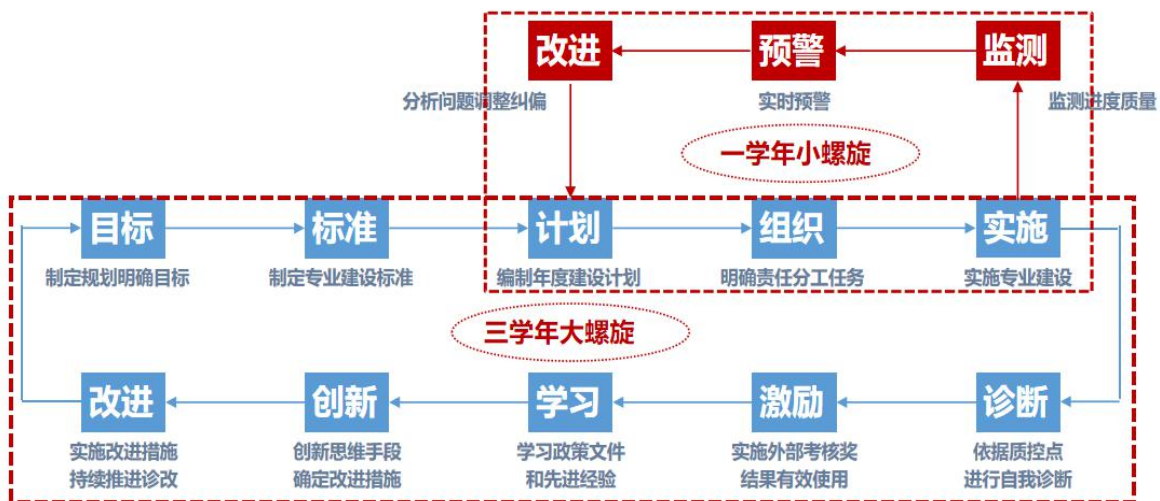 改进
预警
监测
分析问题调整纠偏
实时预警
监测进度质量
一学年小螺旋
目标
标准
计划
组织
实施
制定规划明确目标
制定专业建设标准
编制年度建设计划
明确责任分工任务
实施专业建设
三学年大螺旋
改进
创新
学习
激励
诊断
实施改进措施
持续推进诊改
创新思维手段
确定改进措施
学习政策文件
和先进经验
实施外部考核奖
结果有效使用
依据质控点
进行自我诊断